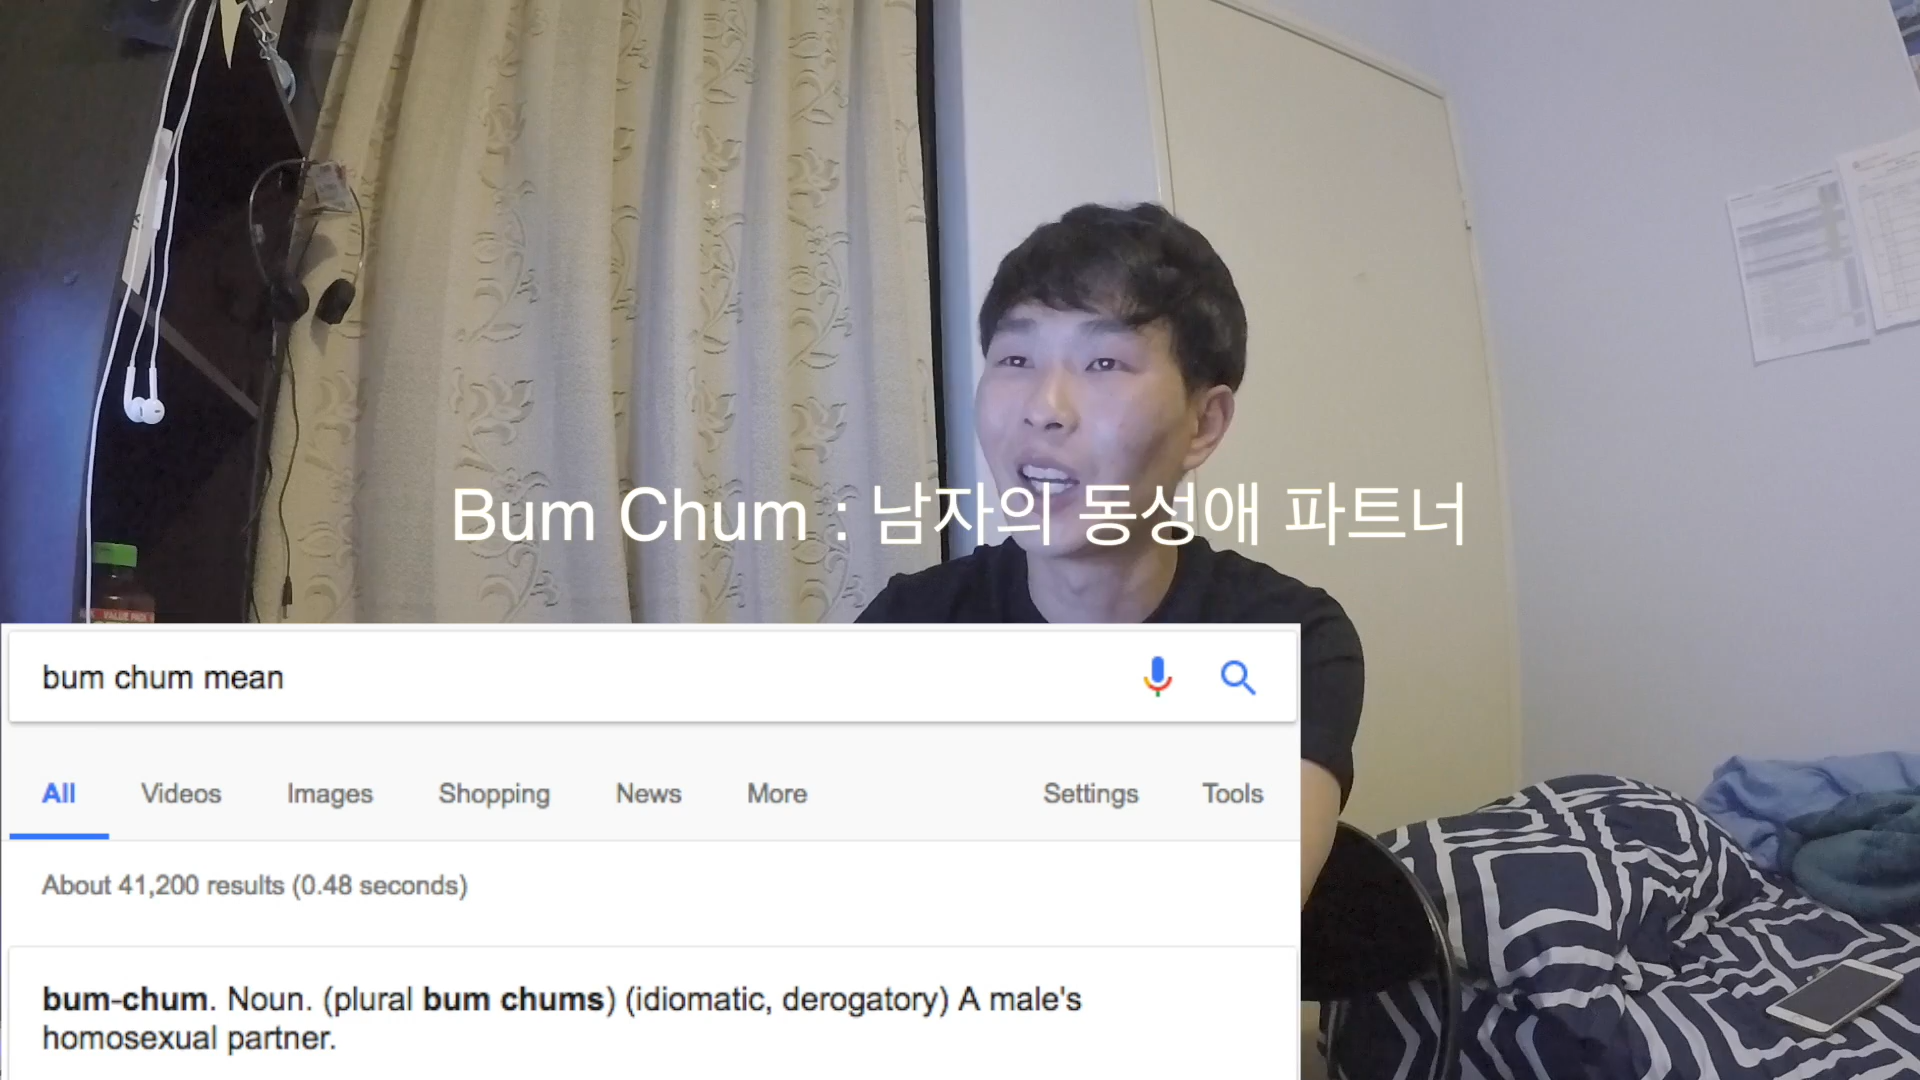 Bum Chum : 남자의 동성애 파트너
VALUE PACK
bum chum mean
All Videos Images Shopping News More Settings Tools
About 41,200 results (0.48 seconds)
bum-chum. Noun. (plural bum chums) (idiomatic, derogatory) A male's
homosexual partner.